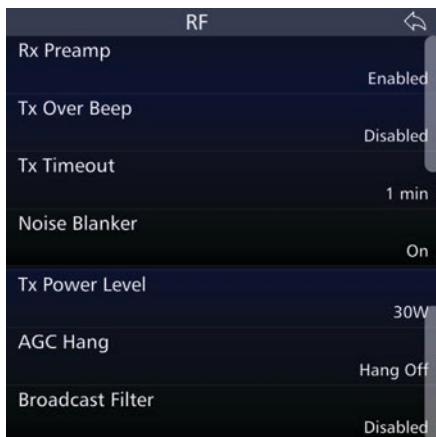 RF
Rx Preamp
Enabled
Tx Over Beep
Disabled
Tx Timeout
1 min
Noise Blanker
On
Tx Power Level
30W
AGC Hang
Hang Off
Broadcast Filter
Disabled